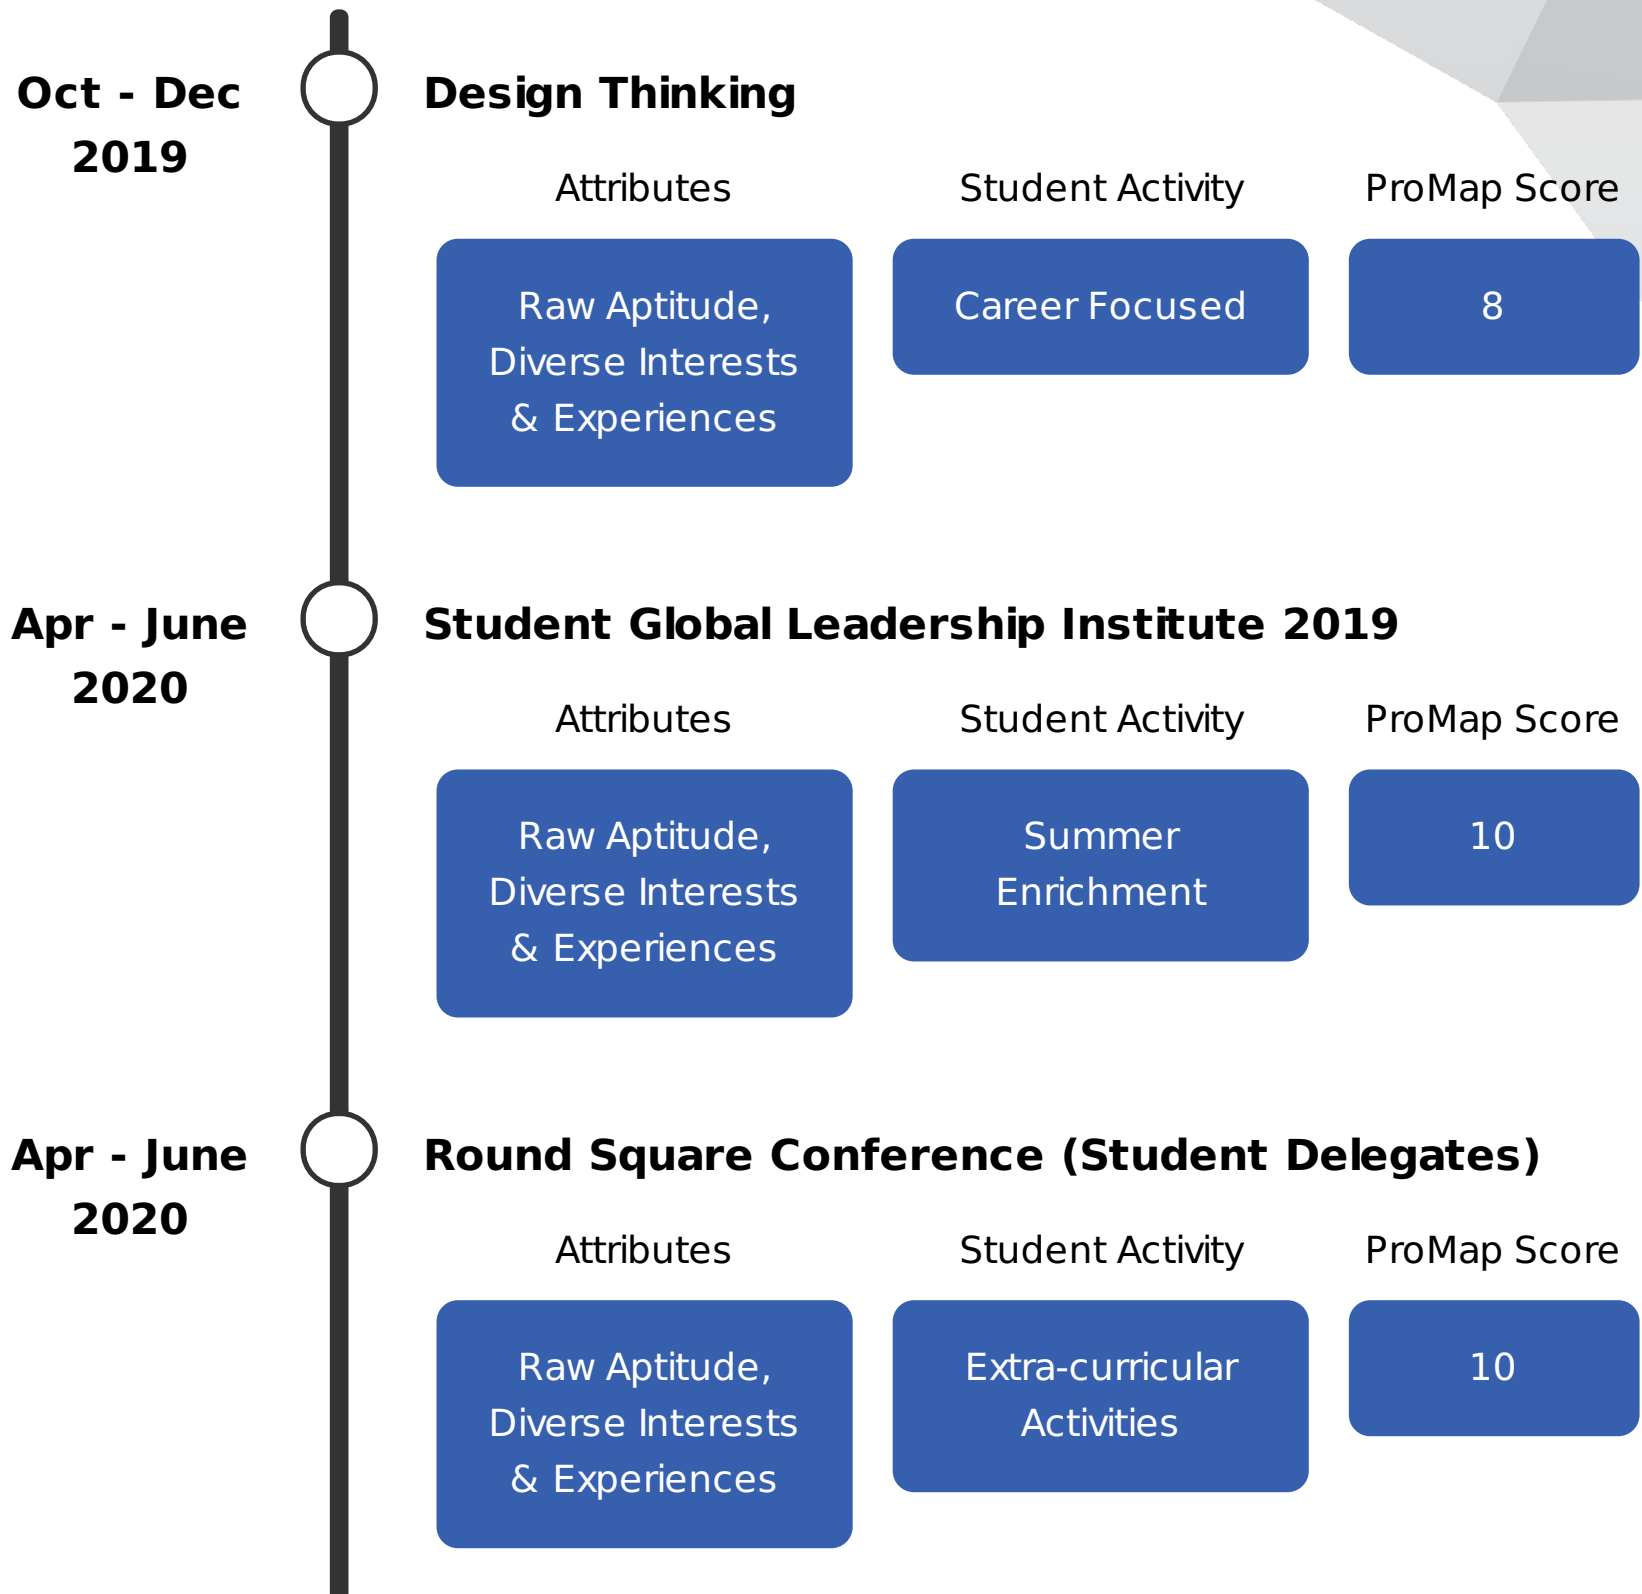 Oct - Dec
2019
Design Thinking
Attributes
Student Activity
ProMap Score
Raw Aptitude,
Diverse Interests
& Experiences
Career Focused
8
Apr - June
2020
Student Global Leadership Institute 2019
Attributes
Student Activity
ProMap Score
Raw Aptitude,
Diverse Interests
& Experiences
Summer
Enrichment
10
Apr - June
2020
Round Square Conference (Student Delegates)
Attributes
Student Activity
ProMap Score
Raw Aptitude,
Diverse Interests
& Experiences
Extra-curricular
Activities
10